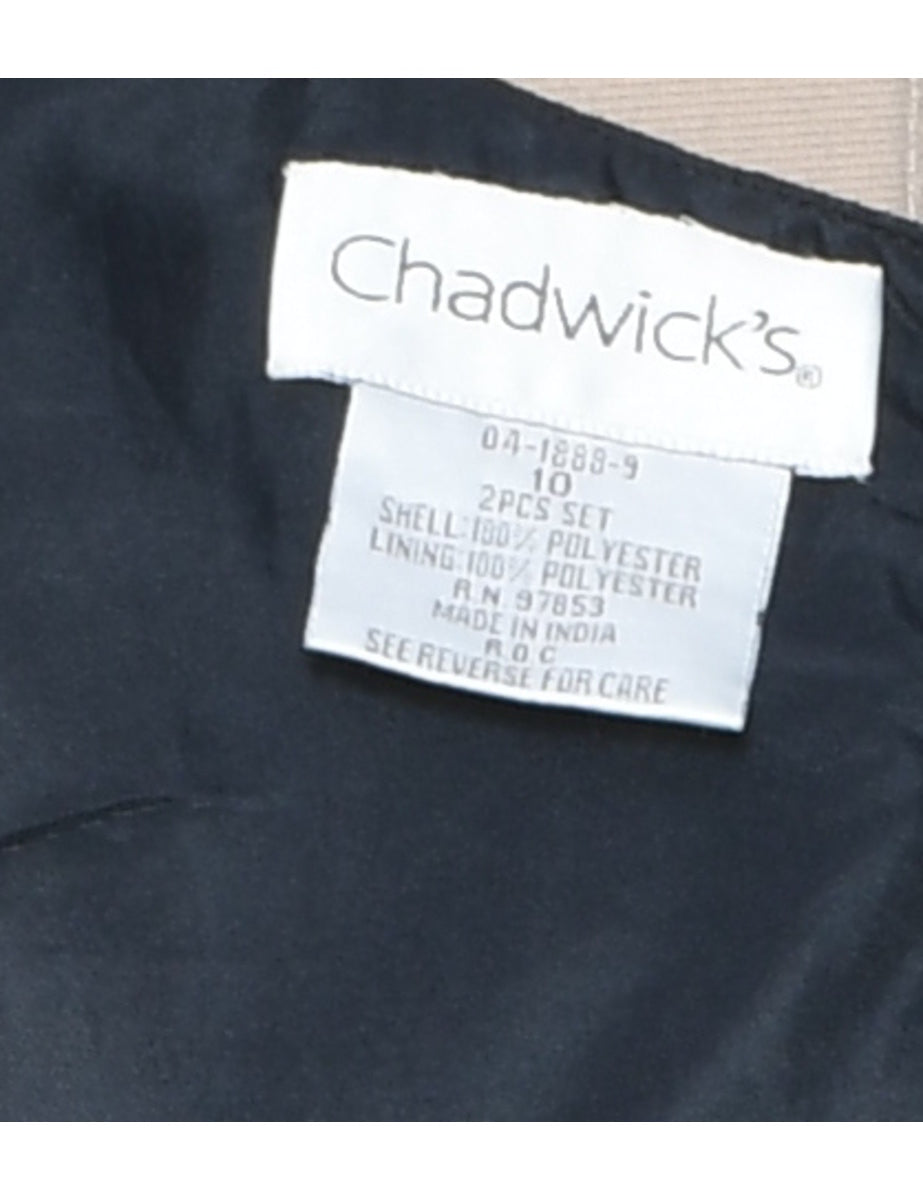 Chadwick's®
04-1888-9
10
2PCS SET
SHELL:100% POLYESTER
LINING:100% POLYESTER
R.N. 97853
MADE IN INDIA
R O C
SEE REVERSE FOR CARE